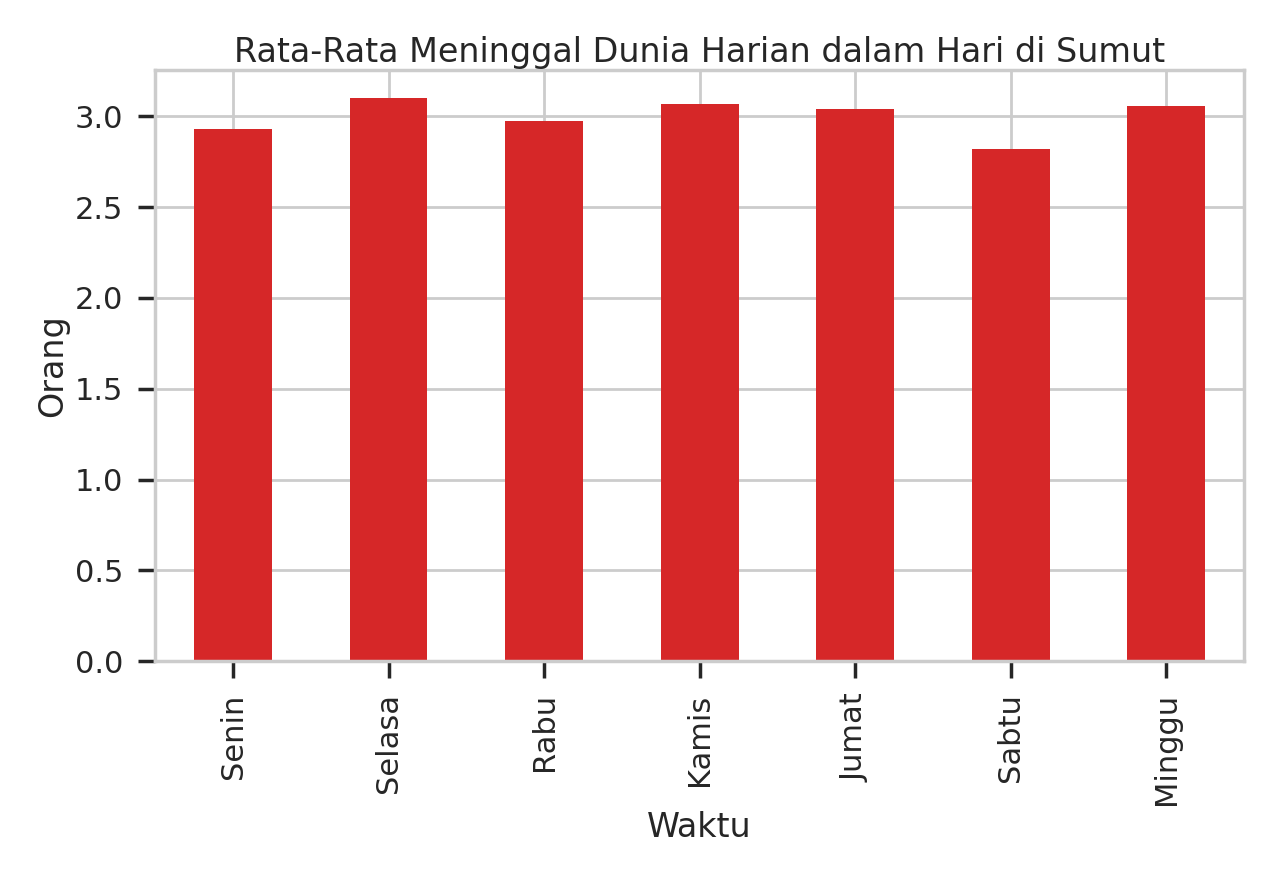 Rata-Rata Meninggal Dunia Harian dalam Hari di Sumut
3.0
2.5
2.0
1.5
1.0
0.5
0.0
Orang
Senin
Selasa
Rabu
Kamis
Jumat
Sabtu
Minggu
Waktu